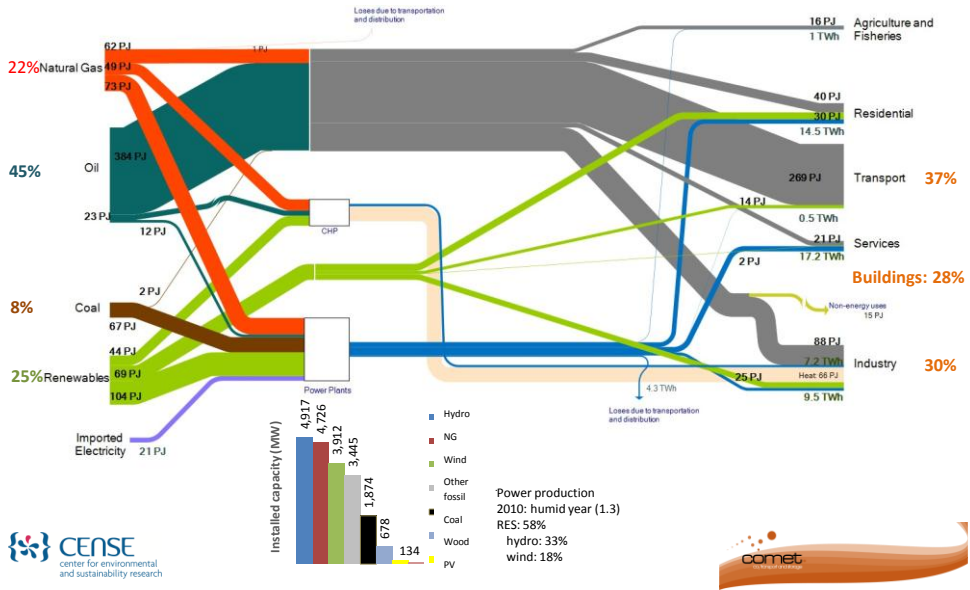 Loses due to transportation
and distribution
62 PJ
1 PJ
22%
Natural Gas
49 PJ
73 PJ
45%
Oil
384 PJ
23 PJ
12 PJ
CHP
2 PJ
8%
Coal
67 PJ
44 PJ
25%
Renewables
69 PJ
104 PJ
Power Plants
Imported
Electricity
21 PJ
16 PJ
1 TWh
Agriculture and
Fisheries
40 PJ
30 PJ
14.5 TWh
Residential
269 PJ
Transport
37%
14 PJ
0.5 TWh
21 PJ
17.2 TWh
Services
2 PJ
Buildings: 28%
Non-energy uses
15 PJ
88 PJ
7.2 TWh
Industry
30%
Heat: 66 PJ
25 PJ
9.5 TWh
4.3 TWh
Loses due to transportation
and distribution
Installed capacity (MW)
4,917
4,726
3,912
3,445
1,874
678
134
Hydro
NG
Wind
Other
fossil
Coal
Wood
PV
Power production
2010: humid year (1.3)
RES: 58%
hydro: 33%
wind: 18%
CENSE
center for environmental
and sustainability research
comet